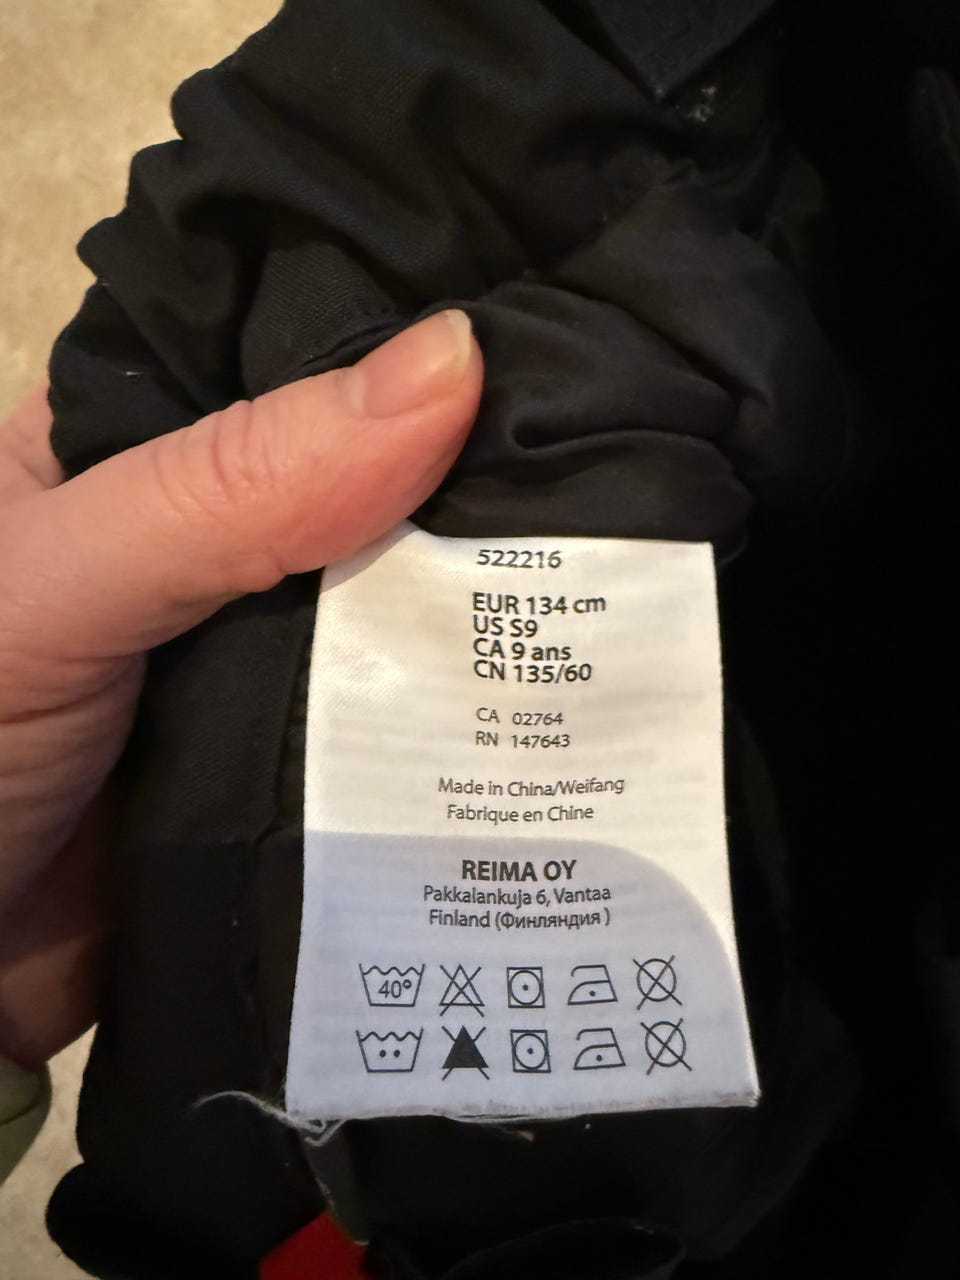 522216
EUR 134 cm
US S9
CA 9 ans
CN 135/60
CA 02764
RN 147643
Made in China/Weifang
Fabrique en Chine
REIMA OY
Pakkalankuja 6, Vantaa
Finland (Финляндия )
40°